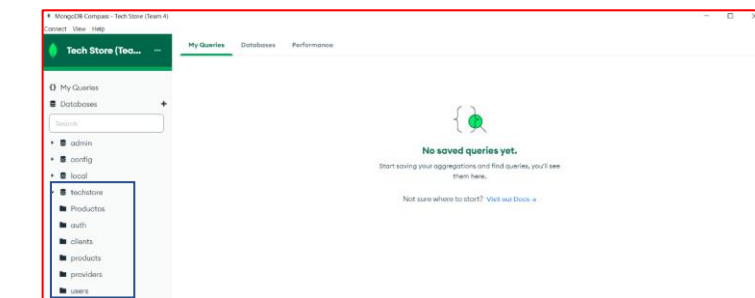 MongoDB Compass - Tech Store (Team 4)
Connect View Help
Tech Store (Tea... ...
My Queries Databases Performance
{} My Queries
Databases +
Search
admin
config
local
techstore
Productos
auth
clients
products
providers
users
No saved queries yet.
Start saving your aggregations and find queries, you'll see
them here.
Not sure where to start? Visit our Docs →